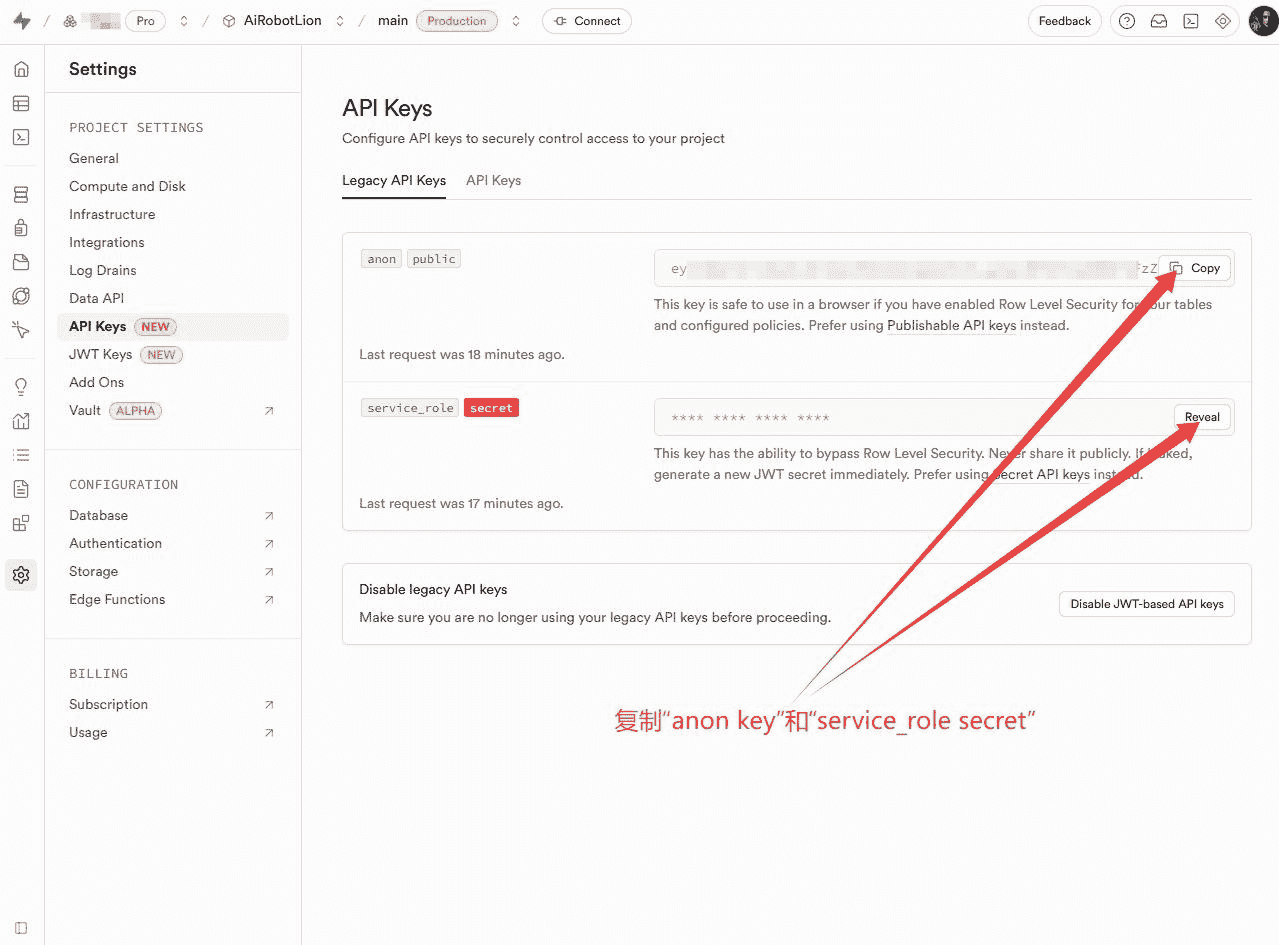 Pro
AiRobotLion
main Production
Connect
Feedback
Settings
PROJECT SETTINGS
General
Compute and Disk
Infrastructure
Integrations
Log Drains
Data API
API Keys NEW
JWT Keys NEW
Add Ons
Vault ALPHA
CONFIGURATION
Database
Authentication
Storage
Edge Functions
BILLING
Subscription
Usage
API Keys
Configure API keys to securely control access to your project
Legacy API Keys API Keys
anon public
ey
Copy
This key is safe to use in a browser if you have enabled Row Level Security for your tables
and configured policies. Prefer using Publishable API keys instead.
Last request was 18 minutes ago.
service_role secret
**** **** **** ****
Reveal
This key has the ability to bypass Row Level Security. Never share it publicly. If leaked,
generate a new JWT secret immediately. Prefer using Secret API keys instead.
Last request was 17 minutes ago.
Disable legacy API keys
Make sure you are no longer using your legacy API keys before proceeding.
Disable JWT-based API keys
复制“anon key”和“service_role secret”